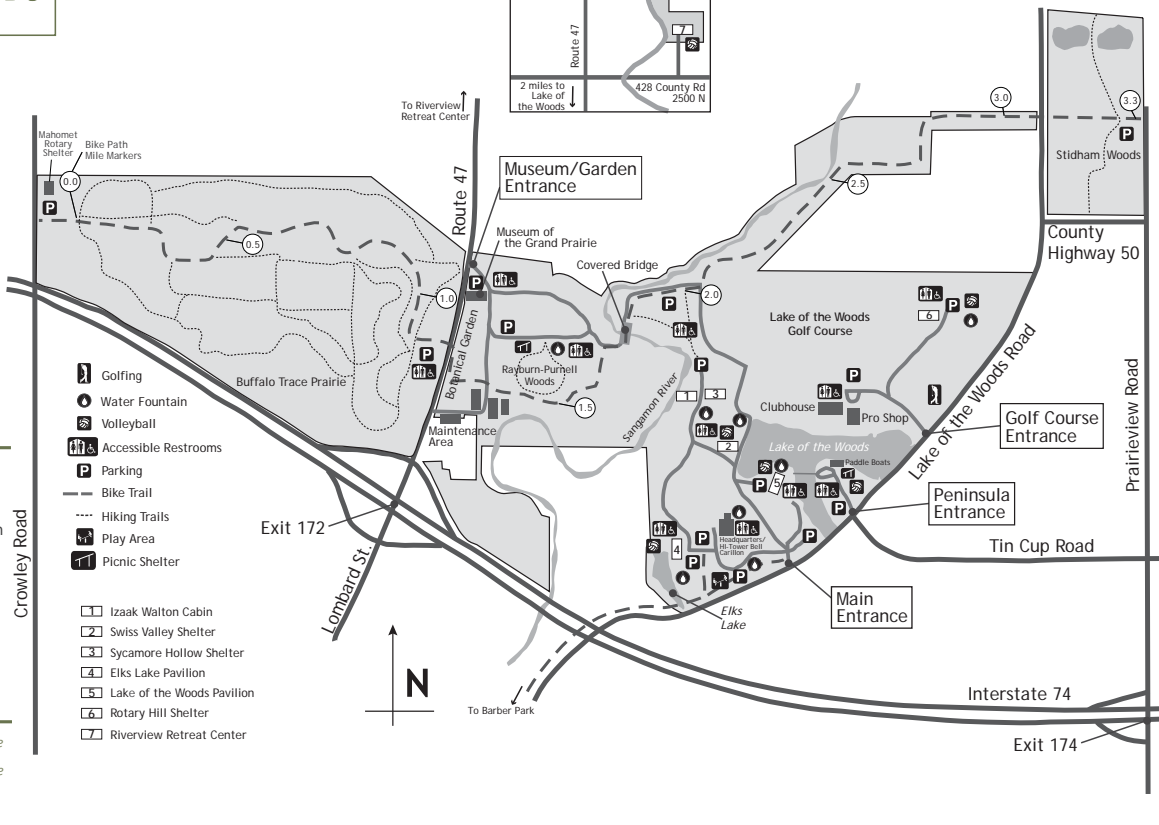 Route 47
7
2 miles to
Lake of
the Woods
428 County Rd
2500 N
To Riverview
Retreat Center
Mahomet
Rotary
Shelter
Bike Path
Mile Markers
0.0
P
0.5
1.0
Buffalo Trace Prairie
P
Route 47
Museum/Garden
Entrance
Museum of
the Grand Prairie
Covered Bridge
P
P
Botanical Garden
Rayburn-Purnell
Woods
1.5
Maintenance
Area
Sangamon River
P
2.0
2.5
3.0
3.3
P
Stidham Woods
County
Highway 50
Lake of the Woods
Golf Course
P
6
P
1
3
2
P
Clubhouse
Pro Shop
Lake of the Woods
Paddle Boats
P
5
P
Lake of the Woods Road
Golf Course
Entrance
Peninsula
Entrance
Prairieview Road
Tin Cup Road
Headquarters/
HI-Tower Bell
Carillon
P
P
4
P
P
Main
Entrance
Elks
Lake
Golfing
Water Fountain
Volleyball
Accessible Restrooms
P Parking
Bike Trail
Hiking Trails
Play Area
Picnic Shelter
Crowley Road
Exit 172
Lombard St.
1 Izaak Walton Cabin
2 Swiss Valley Shelter
3 Sycamore Hollow Shelter
4 Elks Lake Pavilion
5 Lake of the Woods Pavilion
6 Rotary Hill Shelter
7 Riverview Retreat Center
N
To Barber Park
Interstate 74
Exit 174